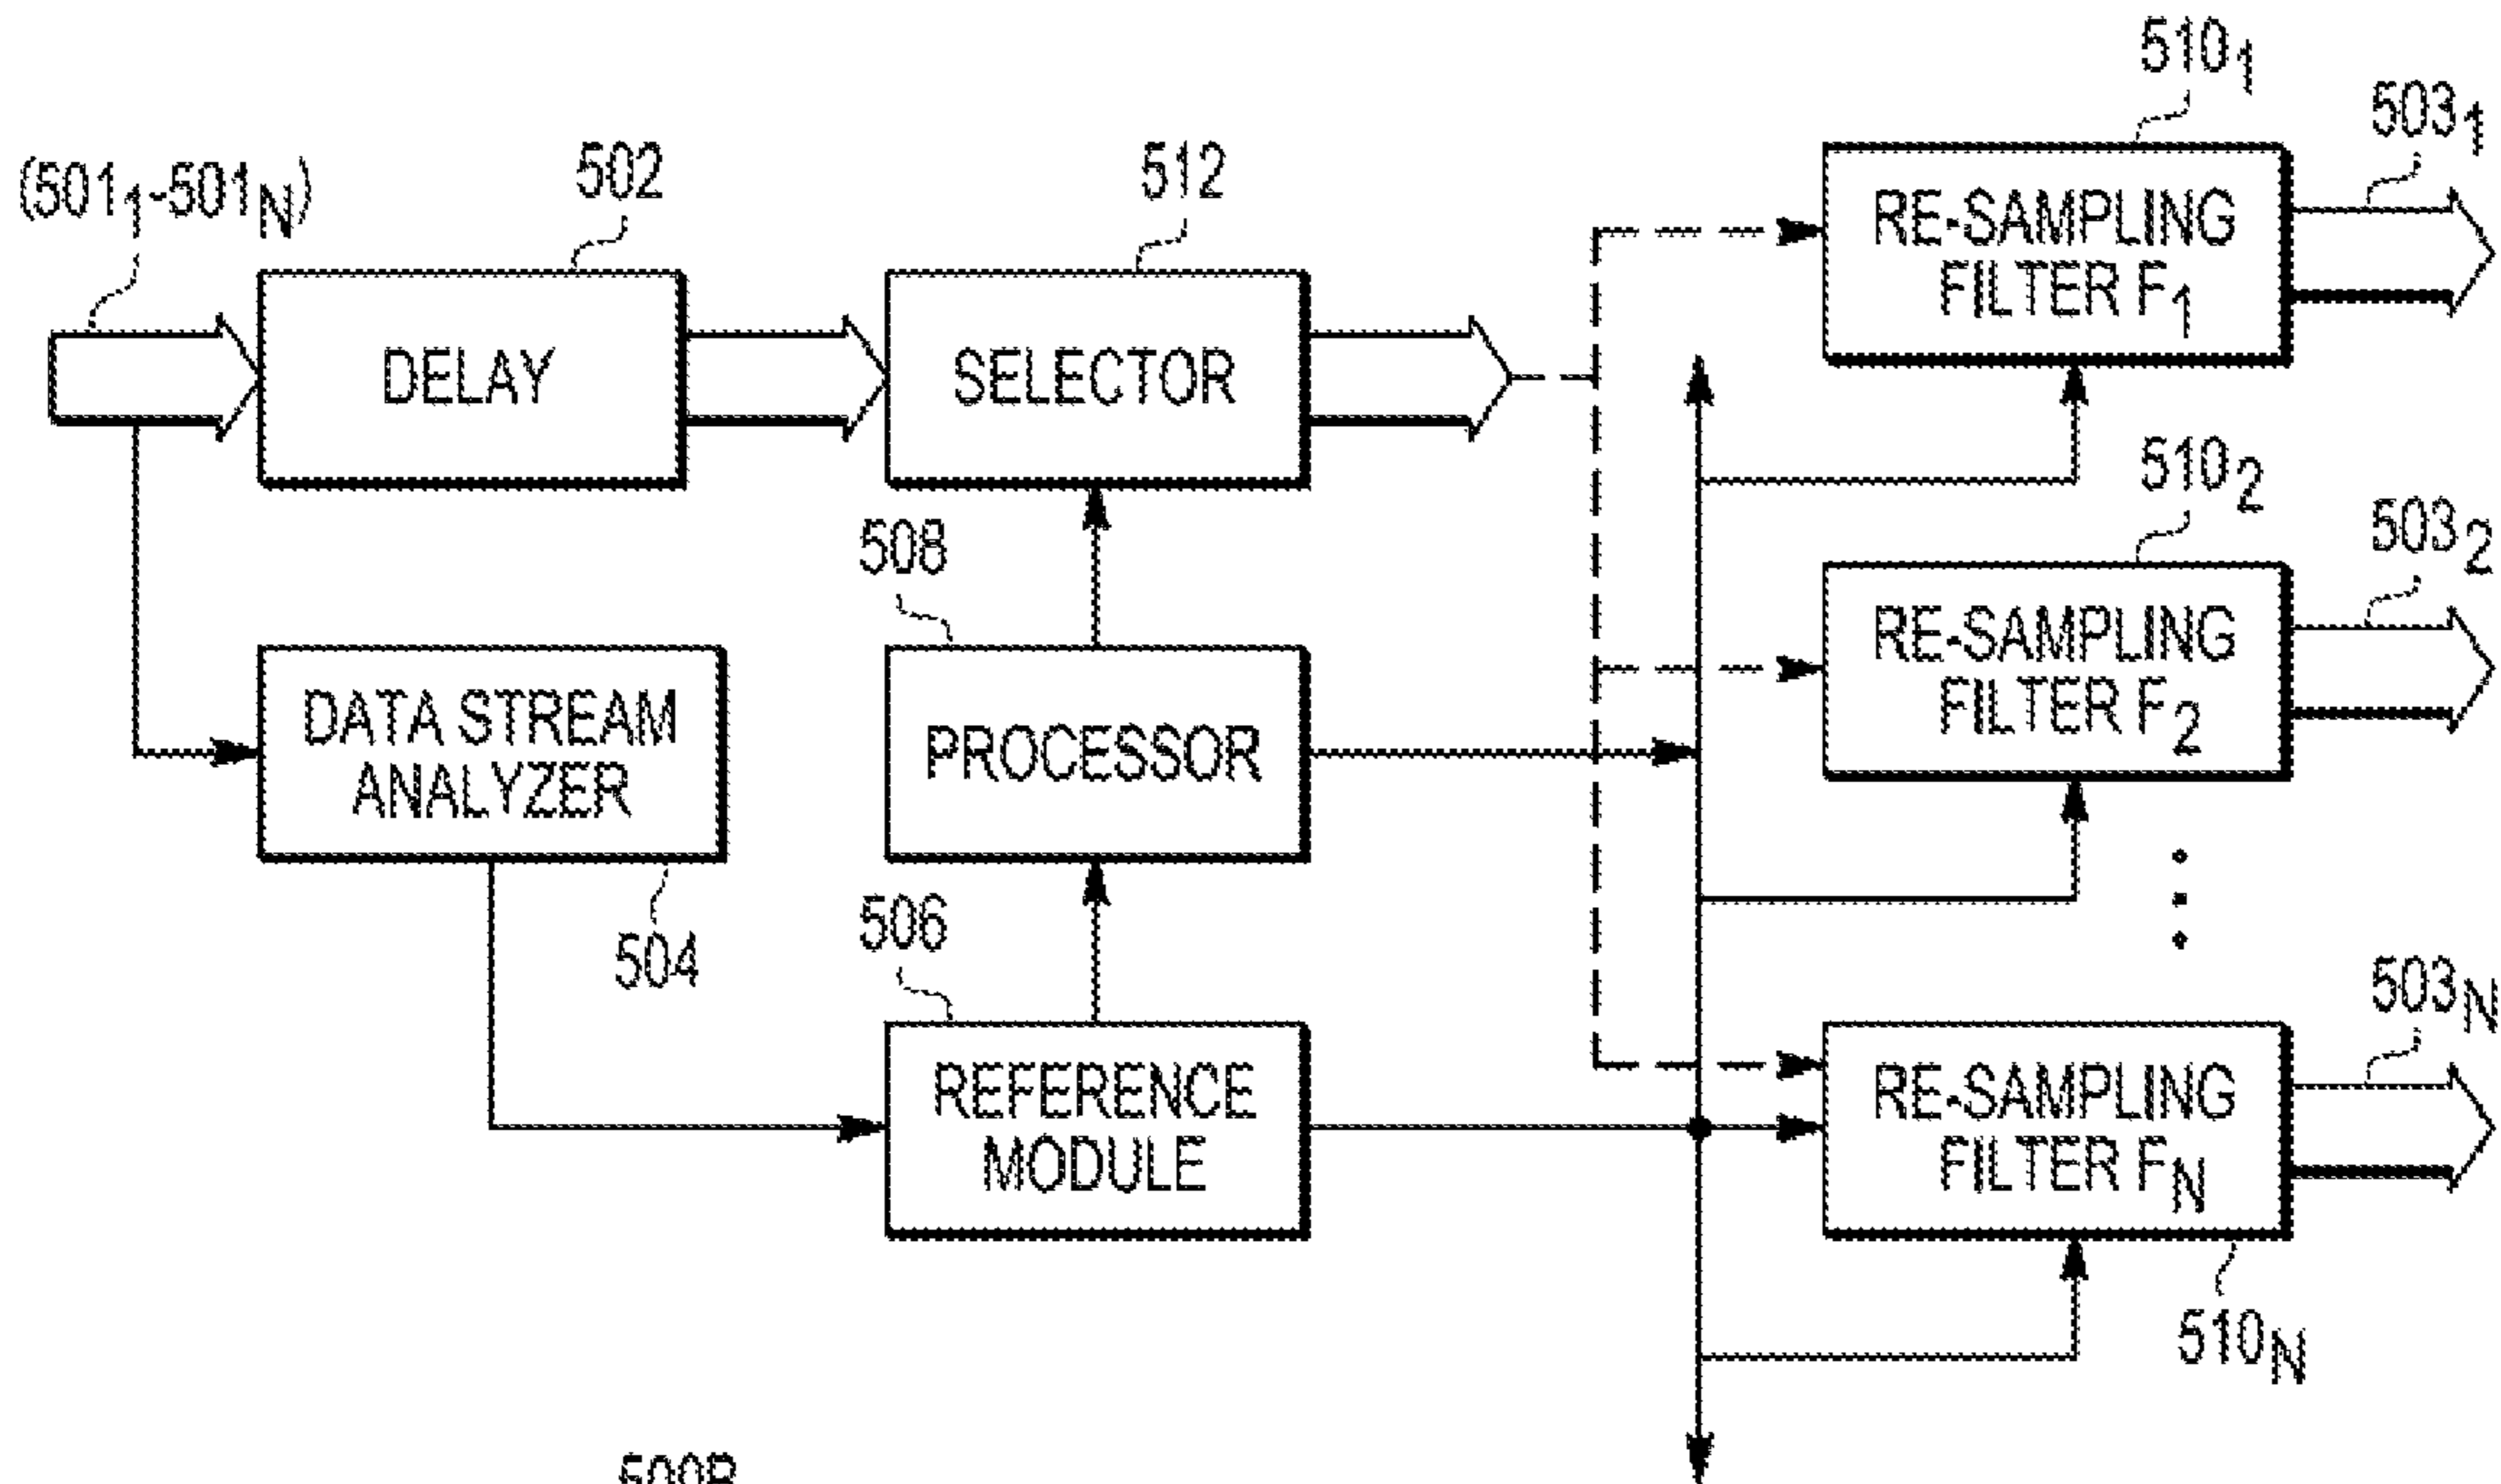 510₁
503₁
(501₁-501N)
502
512
RE-SAMPLING
FILTER F₁
DELAY
SELECTOR
510₂
503₂
508
RE-SAMPLING
FILTER F₂
DATA STREAM
ANALYZER
PROCESSOR
506
504
503N
REFERENCE
MODULE
RE-SAMPLING
FILTER FN
510N
500B